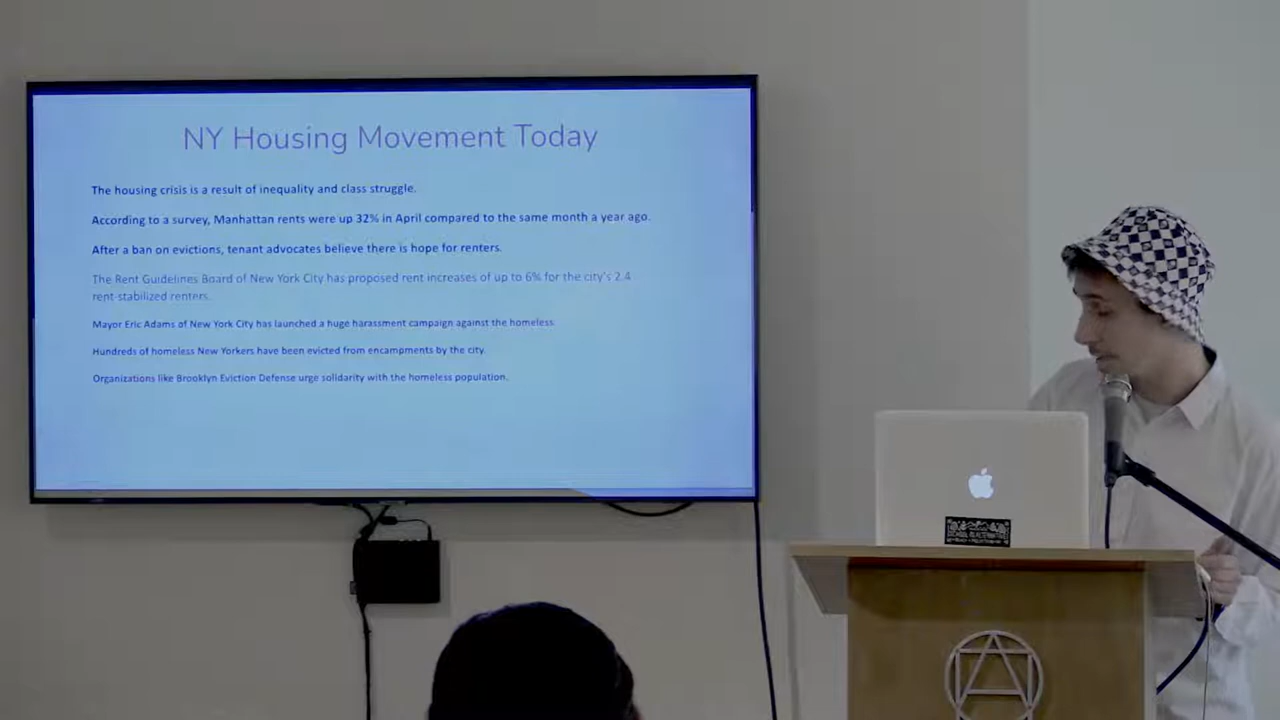 NY Housing Movement Today
The housing crisis is a result of inequality and class struggle.
According to a survey, Manhattan rents were up 32% in April compared to the same month a year ago.
After a ban on evictions, tenant advocates believe there is hope for renters.
The Rent Guidelines Board of New York City has proposed rent increases of up to 6% for the city's 2.4
rent-stabilized renters.
Mayor Eric Adams of New York City has launched a huge harassment campaign against the homeless.
Hundreds of homeless New Yorkers have been evicted from encampments by the city.
Organizations like Brooklyn Eviction Defense urge solidarity with the homeless population.